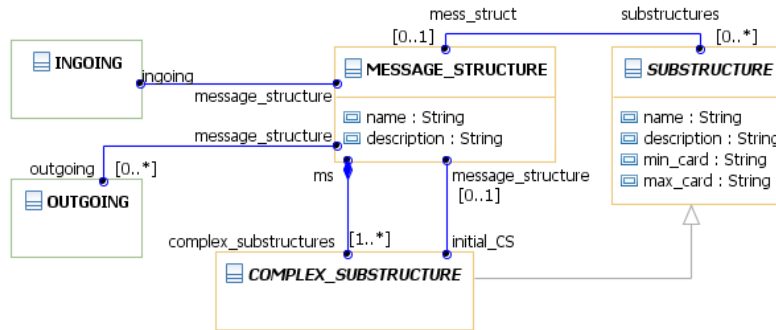 mess_struct substructures
[0..1] [0..*]
INGOING
MESSAGE_STRUCTURE
SUBSTRUCTURE
ingoing
message_structure
name : String
description : String
name : String
description : String
min_card : String
max_card : String
message_structure
outgoing [0..*]
OUTGOING
ms
message_structure
[0..1]
complex_substructures [1..*]
initial_CS
COMPLEX_SUBSTRUCTURE